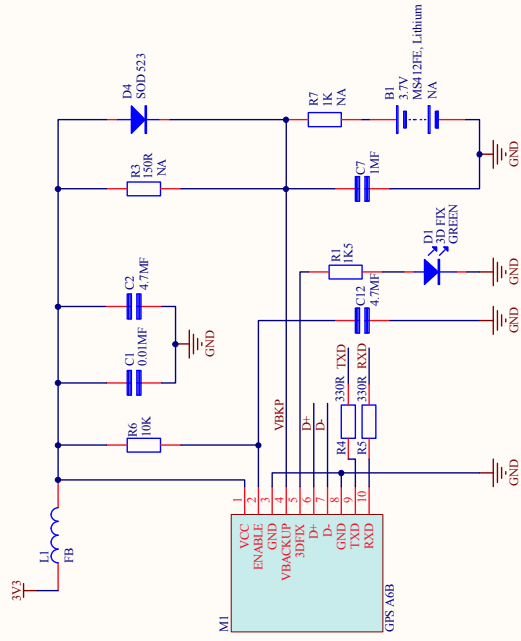 D4
SOD 523
R3
150R
NA
R7
1K
NA
B1
3.7V
MS412FE, Lithium
NA
C2
4.7MF
C1
0.01MF
C7
1MF
GND
GND
R6
10K
R1
1K5
D1
3D FIX
GREEN
C12
4.7MF
GND
GND
VBKP
D+
D-
R4
330R
TXD
R5
330R
RXD
GND
L1
FB
3V3
1
2
3
4
5
6
7
8
9
10
VCC
ENABLE
GND
VBACKUP
3DFIX
D+
D-
GND
TXD
RXD
M1
GPS A6B